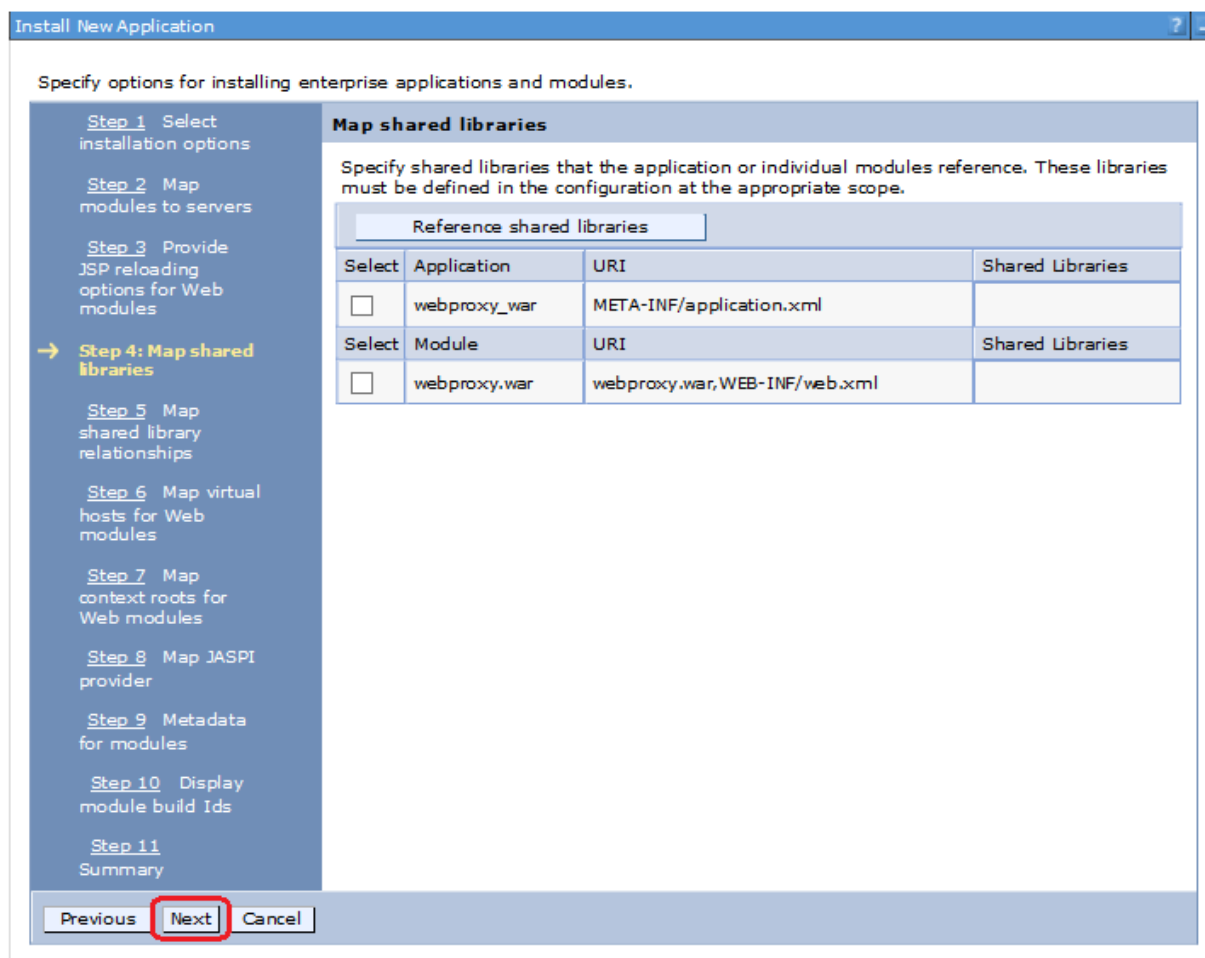 Install New Application
?
Specify options for installing enterprise applications and modules.
Step 1 Select
installation options
Step 2 Map
modules to servers
Step 3 Provide
JSP reloading
options for Web
modules
Step 4: Map shared
libraries
Step 5 Map
shared library
relationships
Step 6 Map virtual
hosts for Web
modules
Step 7 Map
context roots for
Web modules
Step 8 Map JASPI
provider
Step 9 Metadata
for modules
Step 10 Display
module build Ids
Step 11
Summary
Map shared libraries
Specify shared libraries that the application or individual modules reference. These libraries
must be defined in the configuration at the appropriate scope.
Reference shared libraries
Select Application URI Shared Libraries
webproxy_war META-INF/application.xml
Select Module URI Shared Libraries
webproxy.war webproxy.war,WEB-INF/web.xml
Previous Next Cancel